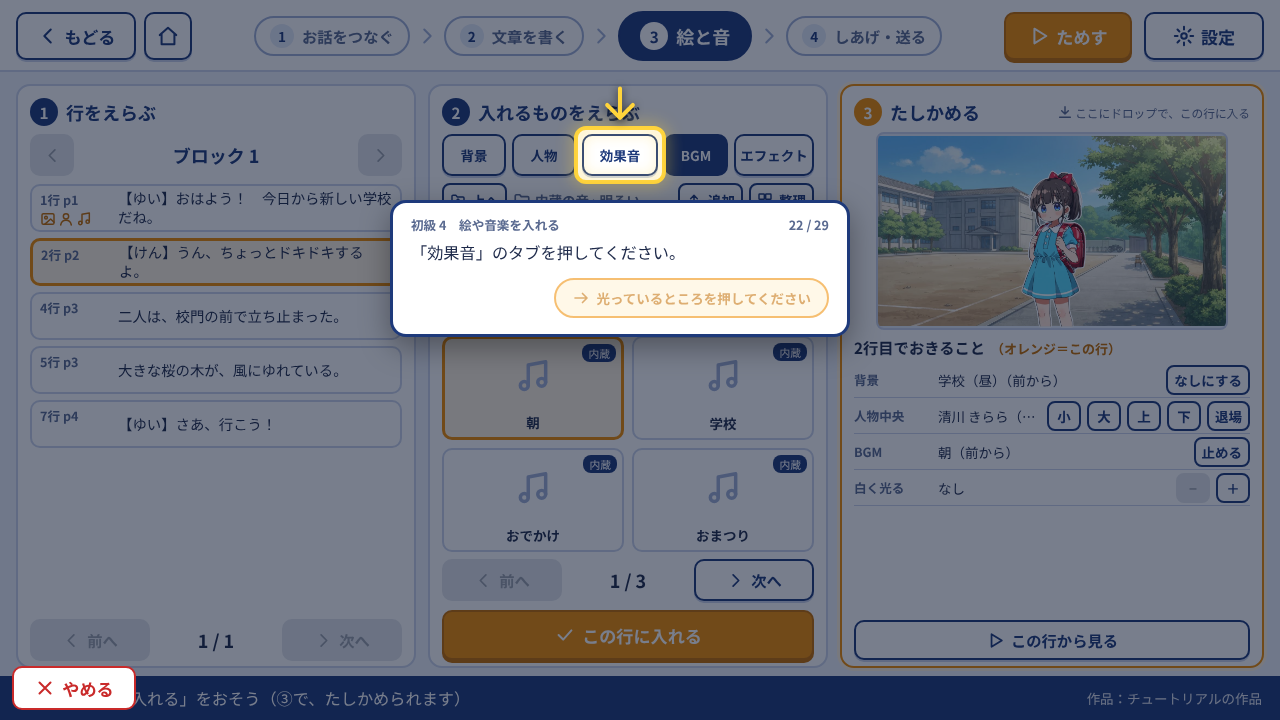 もどる
1 お話をつなぐ
2 文章を書く
3 絵と音
4 しあげ・送る
ためす
設定
1 行をえらぶ
ブロック 1
1行 p1
【ゆい】おはよう！　今日から新しい学校だね。
2行 p2
【けん】うん、ちょっとドキドキするよ。
4行 p3
二人は、校門の前で立ち止まった。
5行 p3
大きな桜の木が、風にゆれている。
7行 p4
【ゆい】さあ、行こう！
前へ
1 / 1
次へ
2 入れるものをえらぶ
背景
人物
効果音
BGM
エフェクト
初級 4　絵や音楽を入れる
22 / 29
「効果音」のタブを押してください。
光っているところを押してください
内蔵
朝
内蔵
学校
内蔵
おでかけ
内蔵
おまつり
前へ
1 / 3
次へ
この行に入れる
3 たしかめる
ここにドロップで、この行に入る
2行目でおきること （オレンジ＝この行）
背景
学校（昼）（前から）
なしにする
人物中央
清川 きらら（…
小
大
上
下
退場
BGM
朝（前から）
止める
白く光る
なし
−
＋
この行から見る
やめる
入れる」をおそう（③で、たしかめられます）
作品：チュートリアルの作品